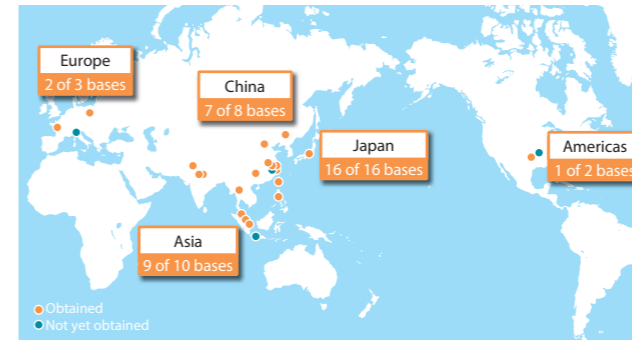 Europe
2 of 3 bases
China
7 of 8 bases
Japan
16 of 16 bases
Americas
1 of 2 bases
Asia
9 of 10 bases
Obtained
Not yet obtained